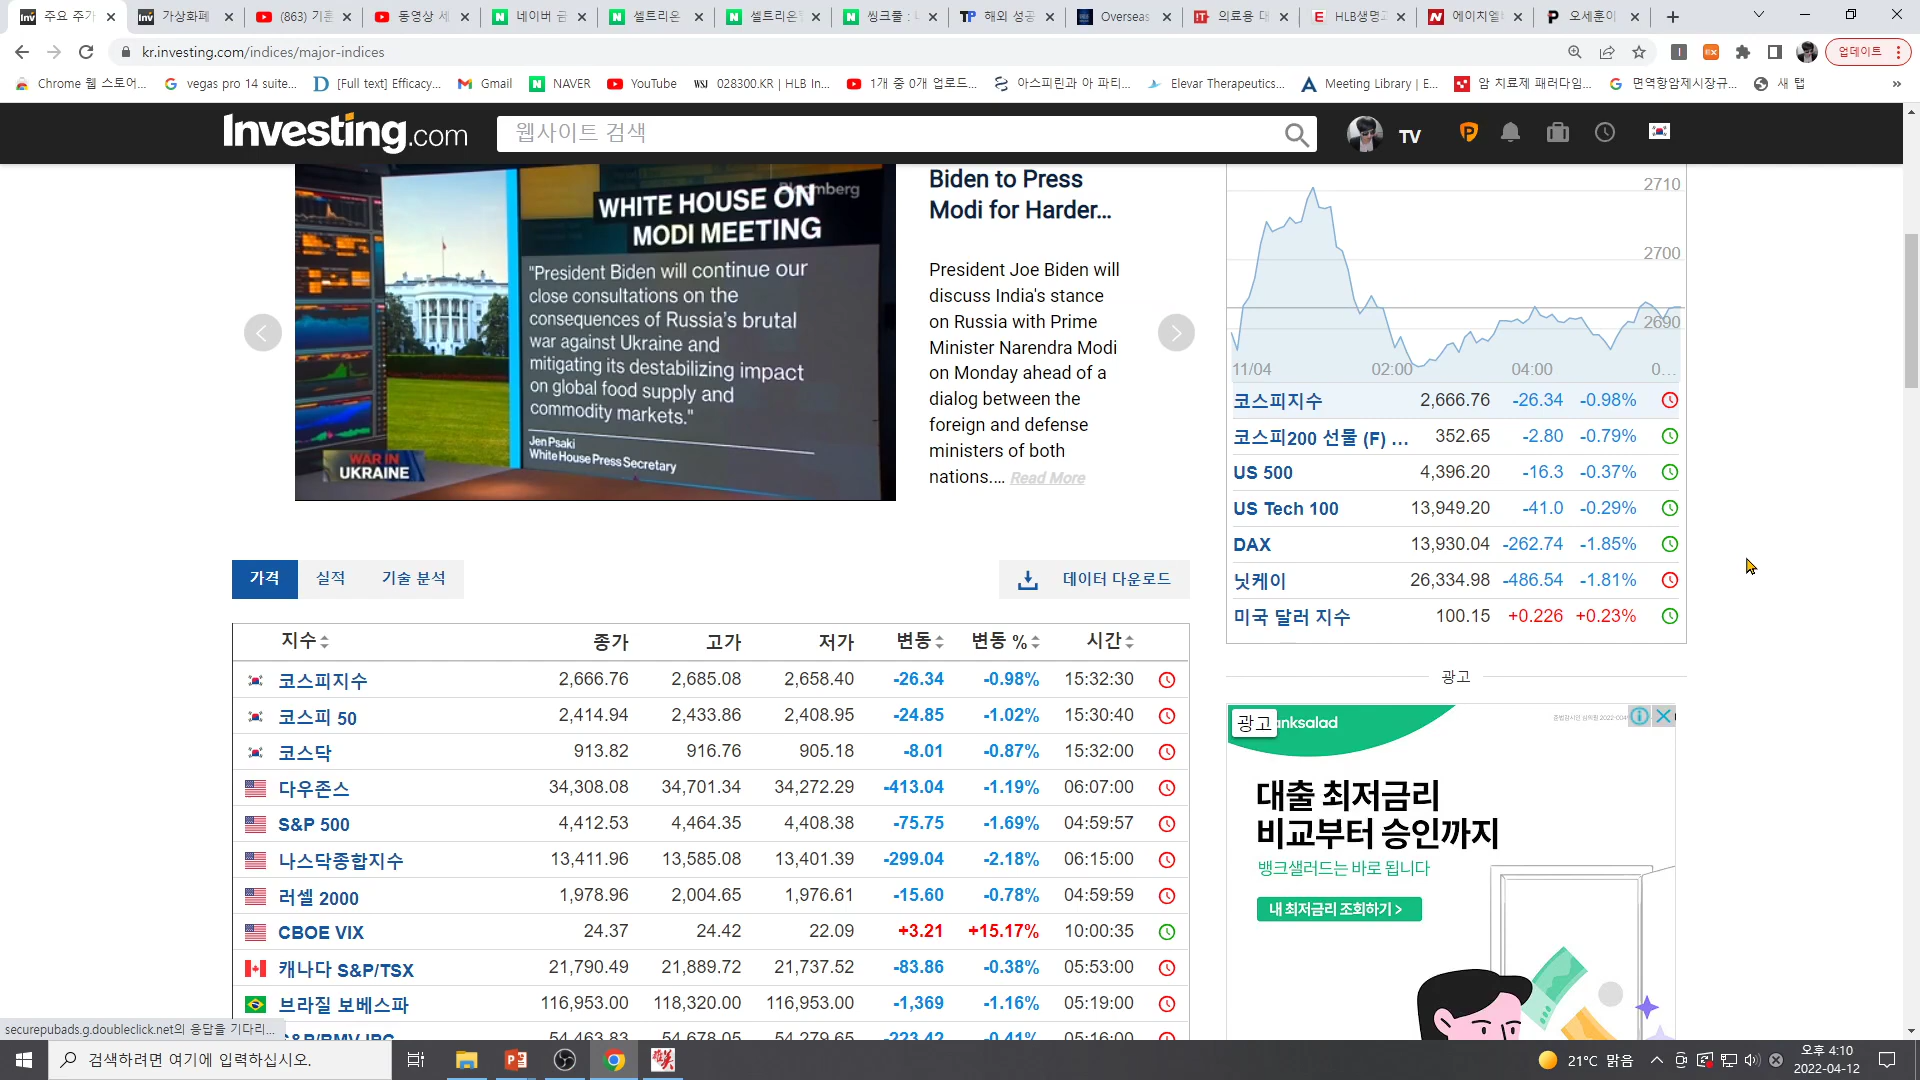 주요 주가
가상화폐
(863) 기훈
동영상 세
네이버 금
셀트리온
셀트리온헬
씽크풀 : 나
해외 성공
Overseas
의료용 대
HLB생명과
에이치엘비
오세훈이
kr.investing.com/indices/major-indices
업데이트
Chrome 웹 스토어...
vegas pro 14 suite...
[Full text] Efficacy...
Gmail
NAVER
YouTube
028300.KR | HLB In...
1개 중 0개 업로드...
아스피린과 아 파티...
Elevar Therapeutics...
Meeting Library | E...
암 치료제 패러다임...
면역항암제시장규...
새 탭
Investing.com
웹사이트 검색
TV
Bloomberg
WHITE HOUSE ON
MODI MEETING
"President Biden will continue our
close consultations on the
consequences of Russia's brutal
war against Ukraine and
mitigating its destabilizing impact
on global food supply and
commodity markets."
Jen Psaki
White House Press Secretary
WAR IN
UKRAINE
Biden to Press
Modi for Harder...
President Joe Biden will
discuss India's stance
on Russia with Prime
Minister Narendra Modi
on Monday ahead of a
dialog between the
foreign and defense
ministers of both
nations.... Read More
2710
2700
2690
11/04 02:00 04:00 0...
코스피지수 2,666.76 -26.34 -0.98%
코스피200 선물 (F) ... 352.65 -2.80 -0.79%
US 500 4,396.20 -16.3 -0.37%
US Tech 100 13,949.20 -41.0 -0.29%
DAX 13,930.04 -262.74 -1.85%
닛케이 26,334.98 -486.54 -1.81%
미국 달러 지수 100.15 +0.226 +0.23%
가격 실적 기술 분석
데이터 다운로드
지수 종가 고가 저가 변동 변동 % 시간
코스피지수 2,666.76 2,685.08 2,658.40 -26.34 -0.98% 15:32:30
코스피 50 2,414.94 2,433.86 2,408.95 -24.85 -1.02% 15:30:40
코스닥 913.82 916.76 905.18 -8.01 -0.87% 15:32:00
다우존스 34,308.08 34,701.34 34,272.29 -413.04 -1.19% 06:07:00
S&P 500 4,412.53 4,464.35 4,408.38 -75.75 -1.69% 04:59:57
나스닥종합지수 13,411.96 13,585.08 13,401.39 -299.04 -2.18% 06:15:00
러셀 2000 1,978.96 2,004.65 1,976.61 -15.60 -0.78% 04:59:59
CBOE VIX 24.37 24.42 22.09 +3.21 +15.17% 10:00:35
캐나다 S&P/TSX 21,790.49 21,889.72 21,737.52 -83.86 -0.38% 05:53:00
브라질 보베스파 116,953.00 118,320.00 116,953.00 -1,369 -1.16% 05:19:00
S&P/BMV IPC 54,463.83 54,678.05 54,279.65 -223.42 -0.41% 05:16:00
광고
광고
anksalad
대출 최저금리
비교부터 승인까지
뱅크샐러드는 바로 됩니다
내 최저금리 조회하기 >
securepubads.g.doubleclick.net의 응답을 기다리...
검색하려면 여기에 입력하십시오.
21°C 맑음
오후 4:10
2022-04-12